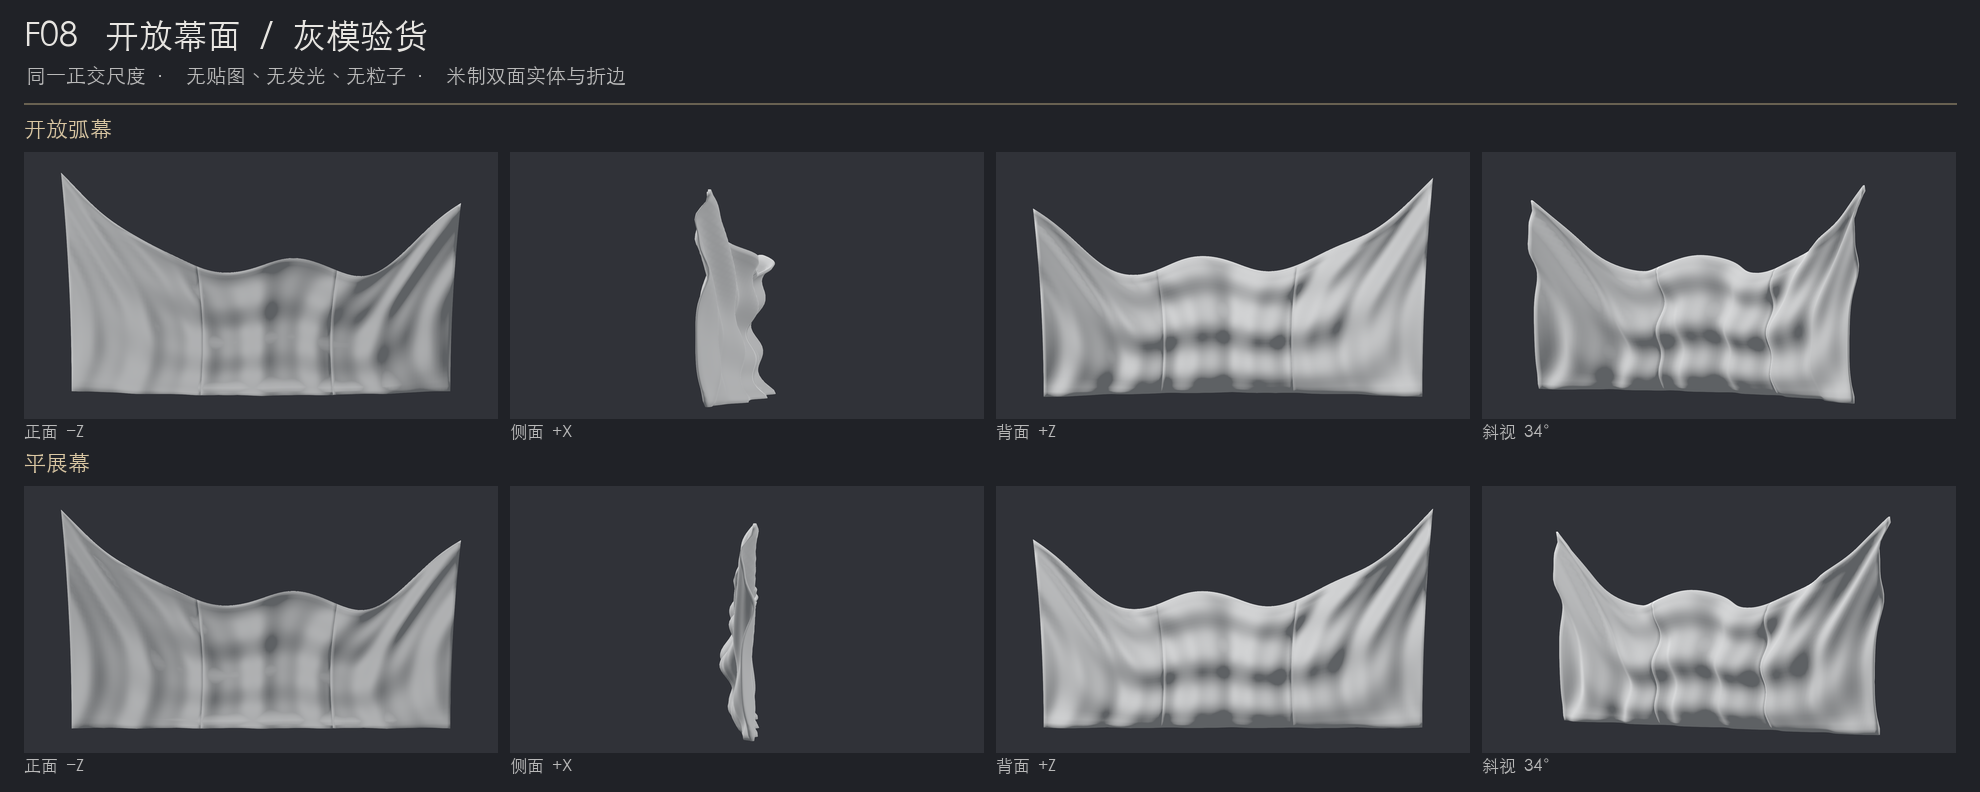 F08 开放幕面 / 灰模验货
同一正交尺度 · 无贴图、无发光、无粒子 · 米制双面实体与折边
开放弧幕
正面 -Z
侧面 +X
背面 +Z
斜视 34°
平展幕
正面 -Z
侧面 +X
背面 +Z
斜视 34°